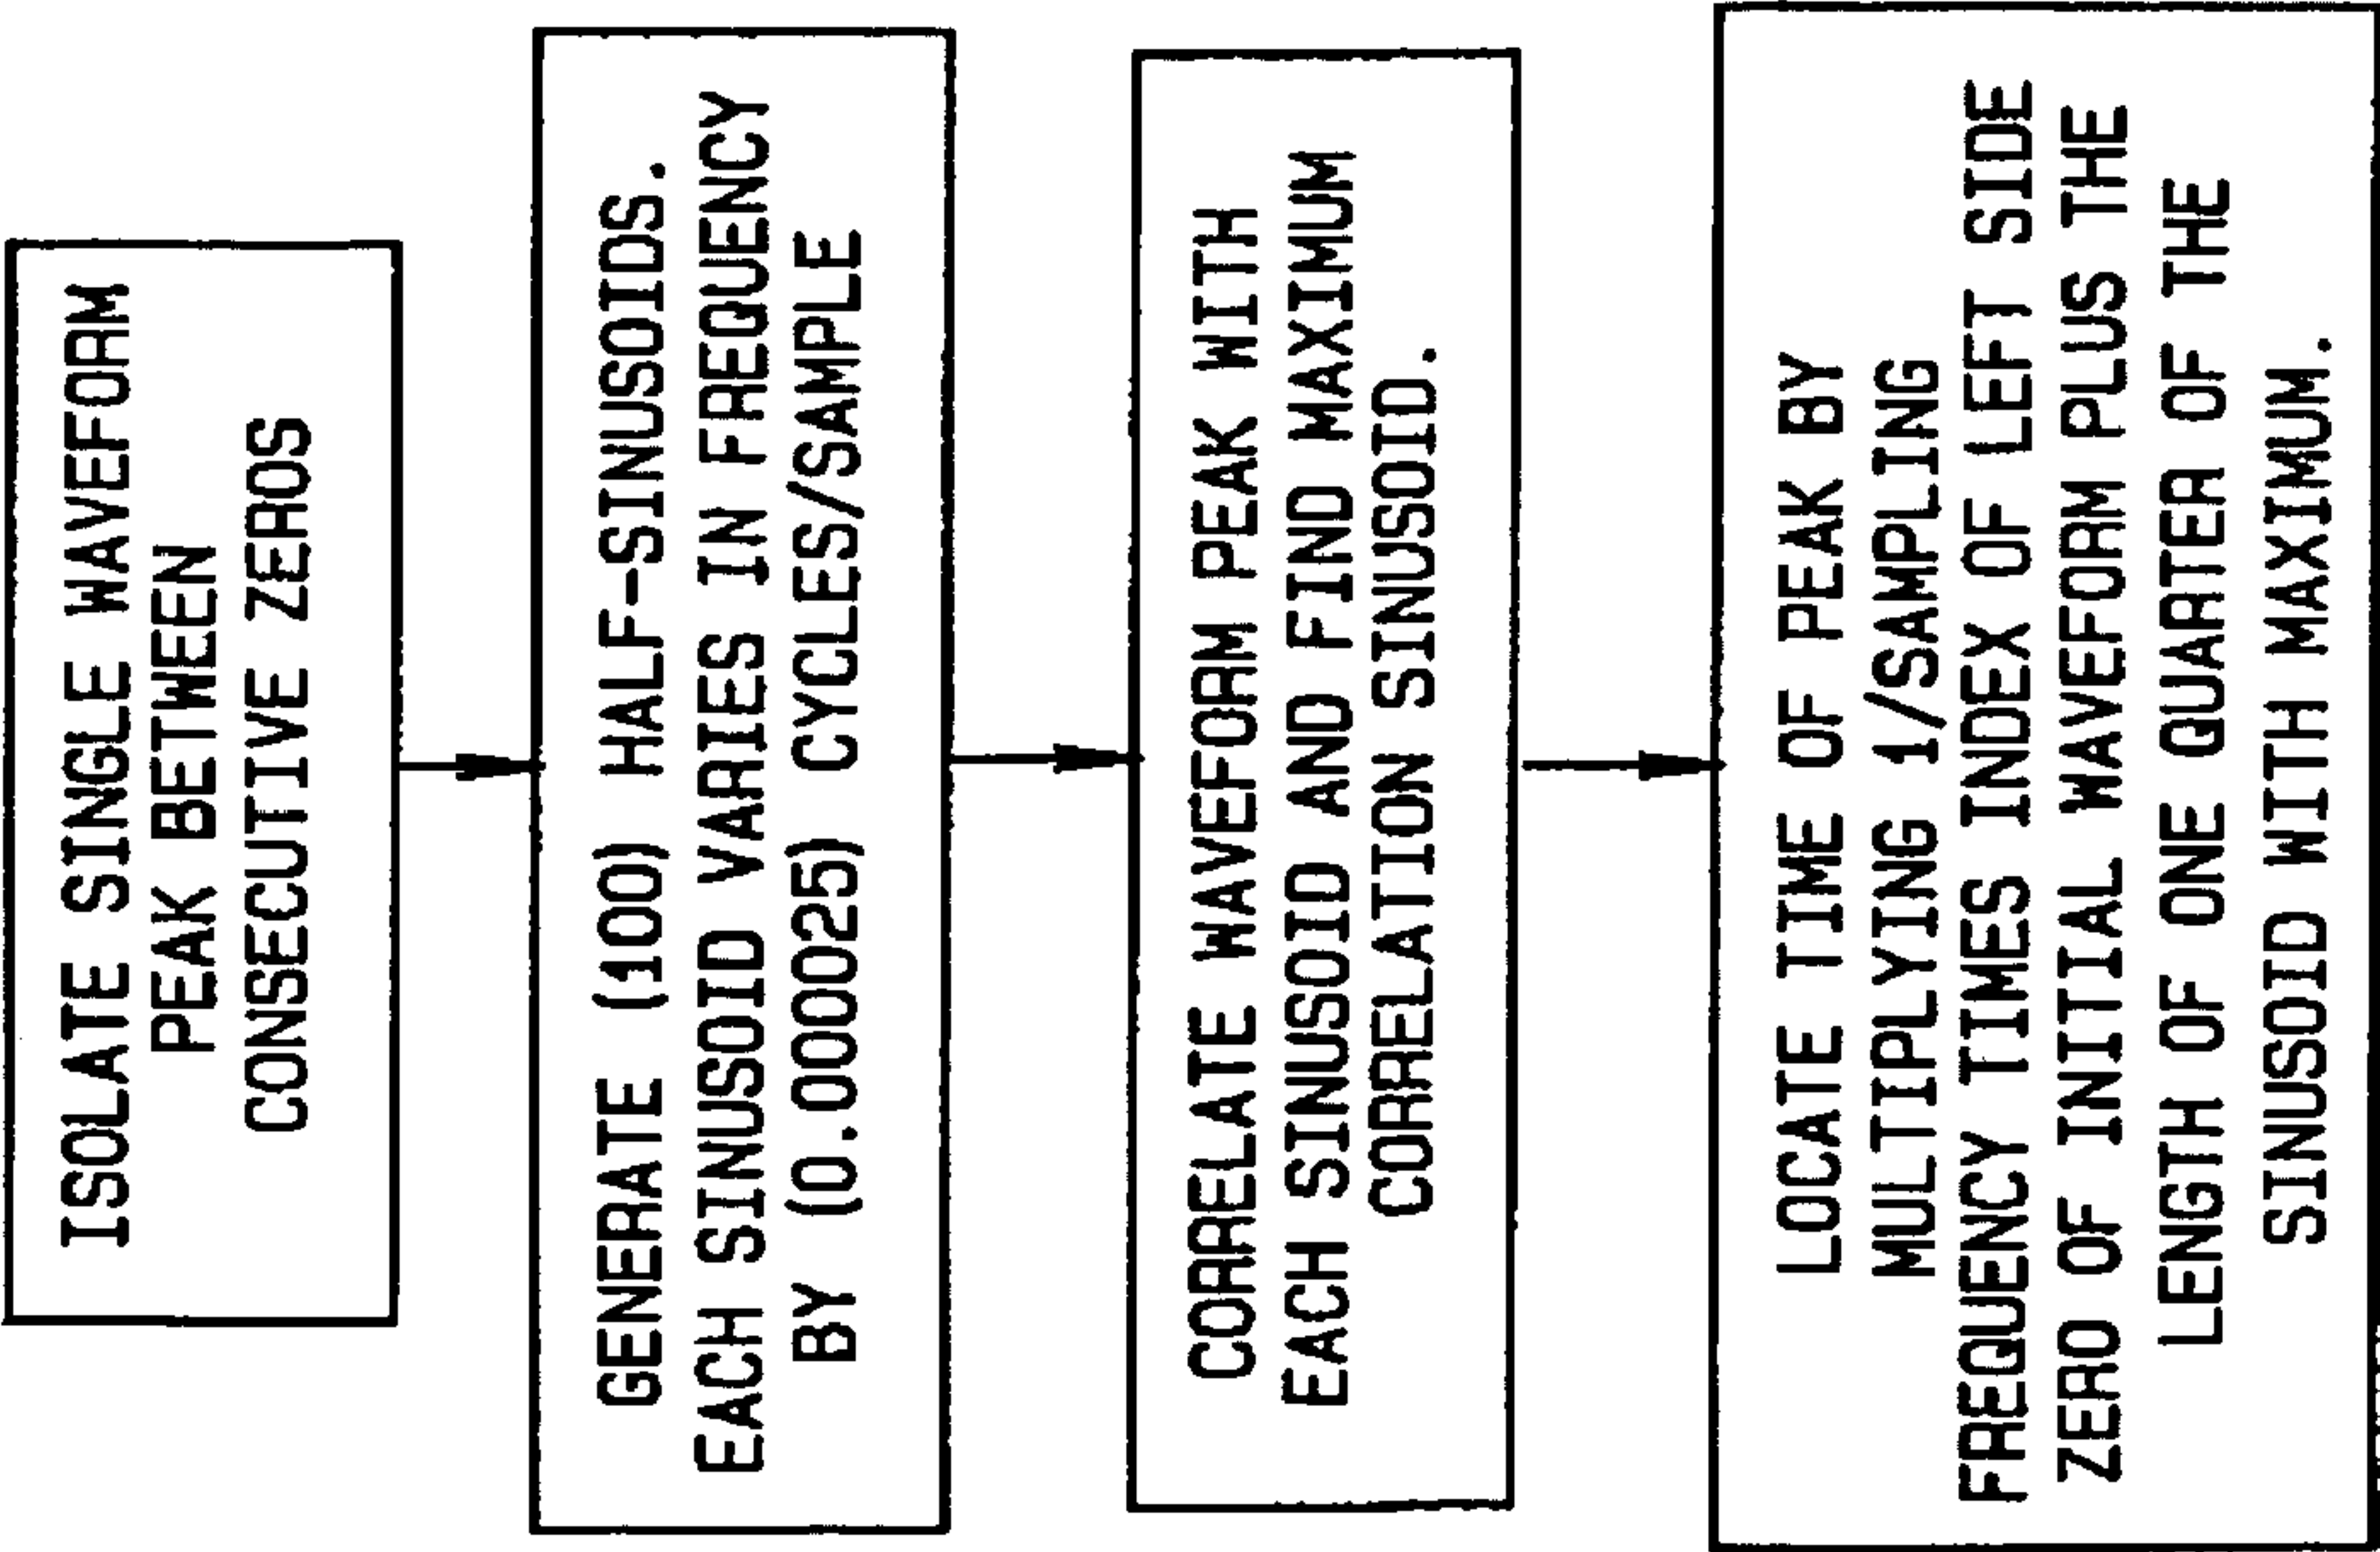 ISOLATE SINGLE WAVEFORM
PEAK BETWEEN
CONSECUTIVE ZEROS
GENERATE (100) HALF-SINUSOIDS.
EACH SINUSOID VARIES IN FREQUENCY
BY (0.000025) CYCLES/SAMPLE
CORRELATE WAVEFORM PEAK WITH
EACH SINUSOID AND FIND MAXIMUM
CORRELATION SINUSOID.
LOCATE TIME OF PEAK BY
MULTIPLYING 1/SAMPLING
FREQUENCY TIMES INDEX OF LEFT SIDE
ZERO OF INITIAL WAVEFORM PLUS THE
LENGTH OF ONE QUARTER OF THE
SINUSOID WITH MAXIMUM.